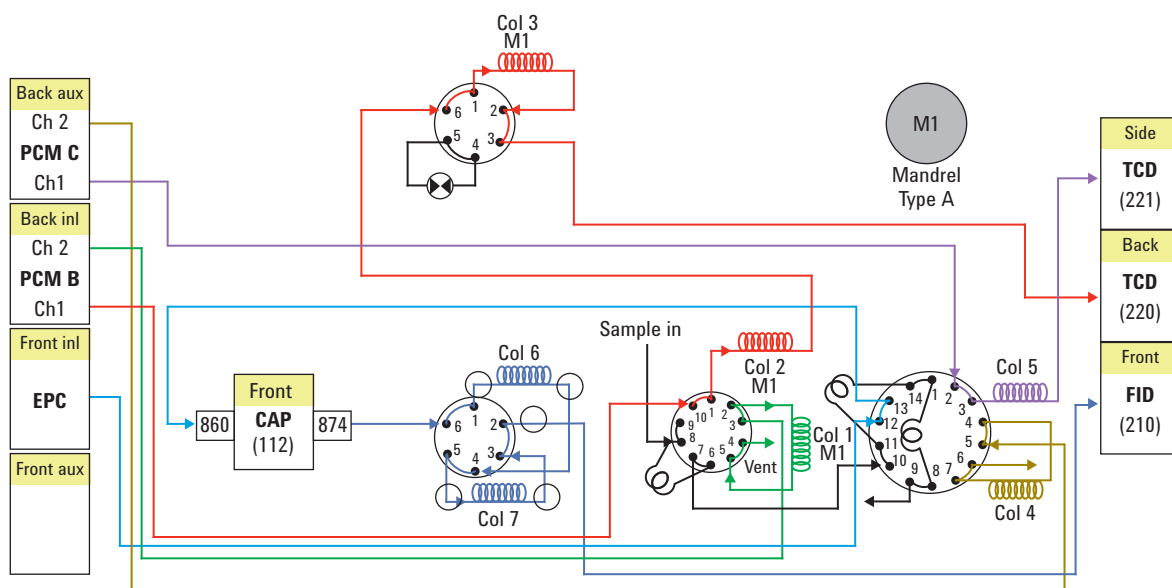 Back aux
Ch 2
PCM C
Ch1
Back inl
Ch 2
PCM B
Ch1
Front inl
EPC
Front aux
Col 3
M1
1
2
3
4
5
6
M1
Mandrel
Type A
Side
TCD
(221)
Back
TCD
(220)
Front
FID
(210)
860
Front
CAP
(112)
874
Col 6
1
2
3
4
5
6
Col 7
Sample in
Col 2
M1
1
2
3
4
5
6
7
8
9
10
Vent
Col 1
M1
Col 5
1
2
3
4
5
6
7
8
9
10
11
12
13
14
Col 4